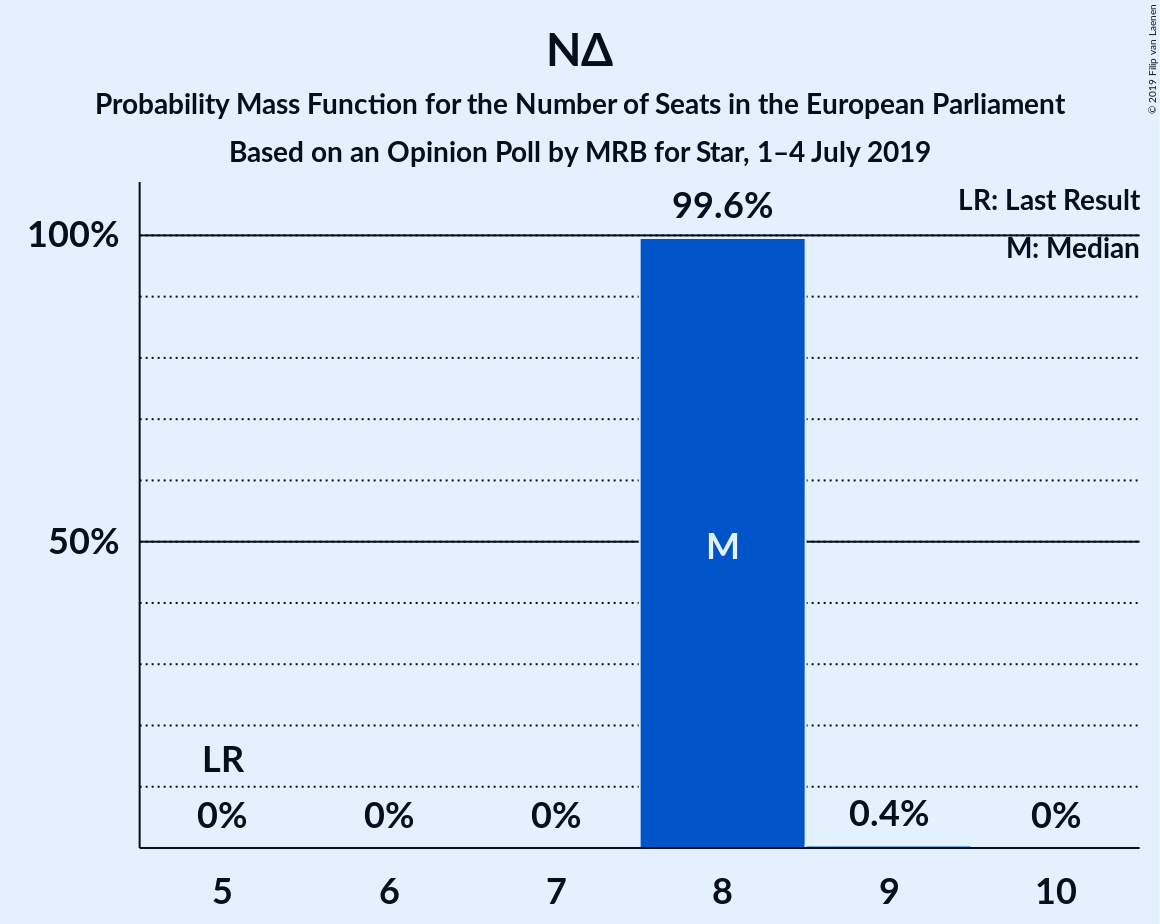 ΝΔ
Probability Mass Function for the Number of Seats in the European Parliament
Based on an Opinion Poll by MRB for Star, 1–4 July 2019
© 2019 Filip van Laenen
LR: Last Result
M: Median
99.6%
100%
50%
M
LR
0%
0%
0%
0.4%
0%
5
6
7
8
9
10